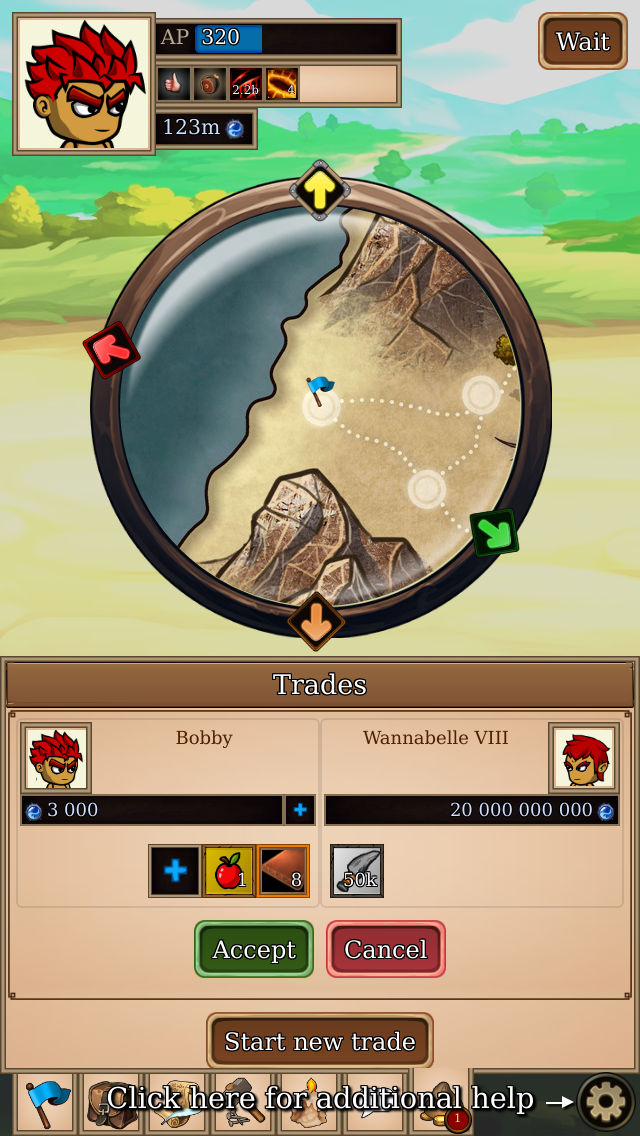 AP 320
Wait
2.2b 4
123m
Trades
Bobby
Wannabelle VIII
3 000
+
20 000 000 000
+
1
8
50k
Accept
Cancel
Start new trade
Click here for additional help
1